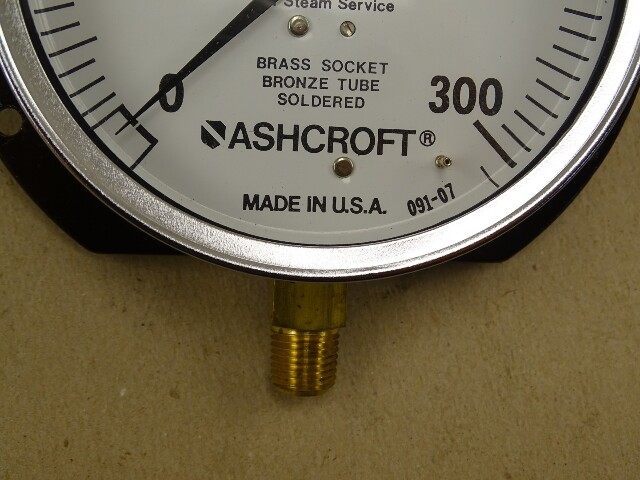 Steam Service
BRASS SOCKET
BRONZE TUBE
SOLDERED
0
300
ASHCROFT®
MADE IN U.S.A.
091-07